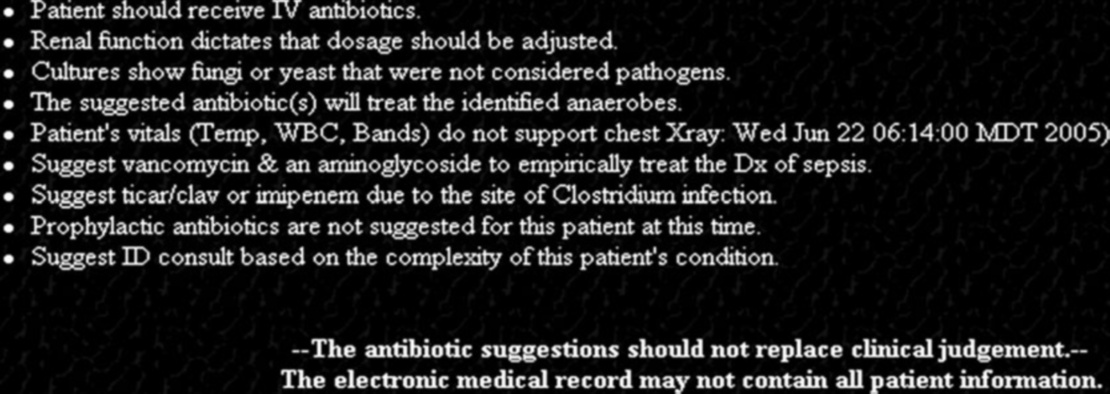 • Patient should receive IV antibiotics.
• Renal function dictates that dosage should be adjusted.
• Cultures show fungi or yeast that were not considered pathogens.
• The suggested antibiotic(s) will treat the identified anaerobes.
• Patient's vitals (Temp, WBC, Bands) do not support chest Xray: Wed Jun 22 06:14:00 MDT 2005)
• Suggest vancomycin & an aminoglycoside to empirically treat the Dx of sepsis.
• Suggest ticar/clav or imipenem due to the site of Clostridium infection.
• Prophylactic antibiotics are not suggested for this patient at this time.
• Suggest ID consult based on the complexity of this patient's condition.
--The antibiotic suggestions should not replace clinical judgement.--
The electronic medical record may not contain all patient information.